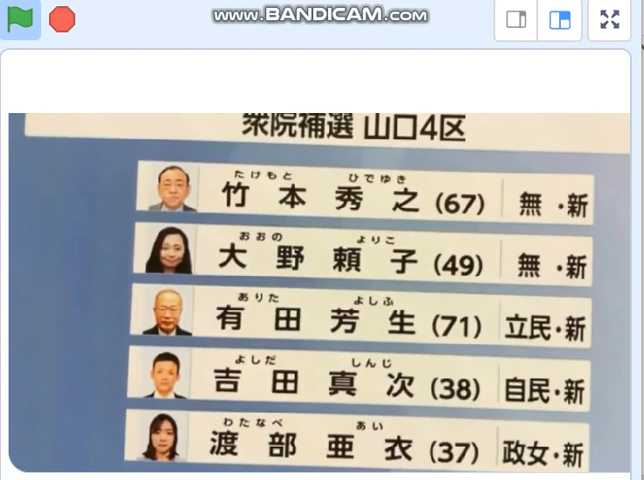 www.BANDICAM.com
衆院補選 山口4区
たけもと ひでゆき
竹本 秀之 (67) 無・新
おおの よりこ
大野 頼子 (49) 無・新
ありた よしふ
有田 芳生 (71) 立民・新
よしだ しんじ
吉田 真次 (38) 自民・新
わたなべ あい
渡部 亜衣 (37) 政女・新